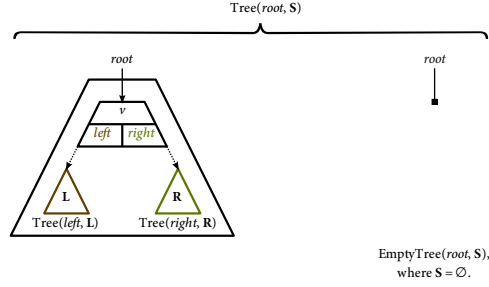 Tree(root, S)
root
root
v
left right
L
R
Tree(left, L)
Tree(right, R)
EmptyTree(root, S),
where S = ∅.